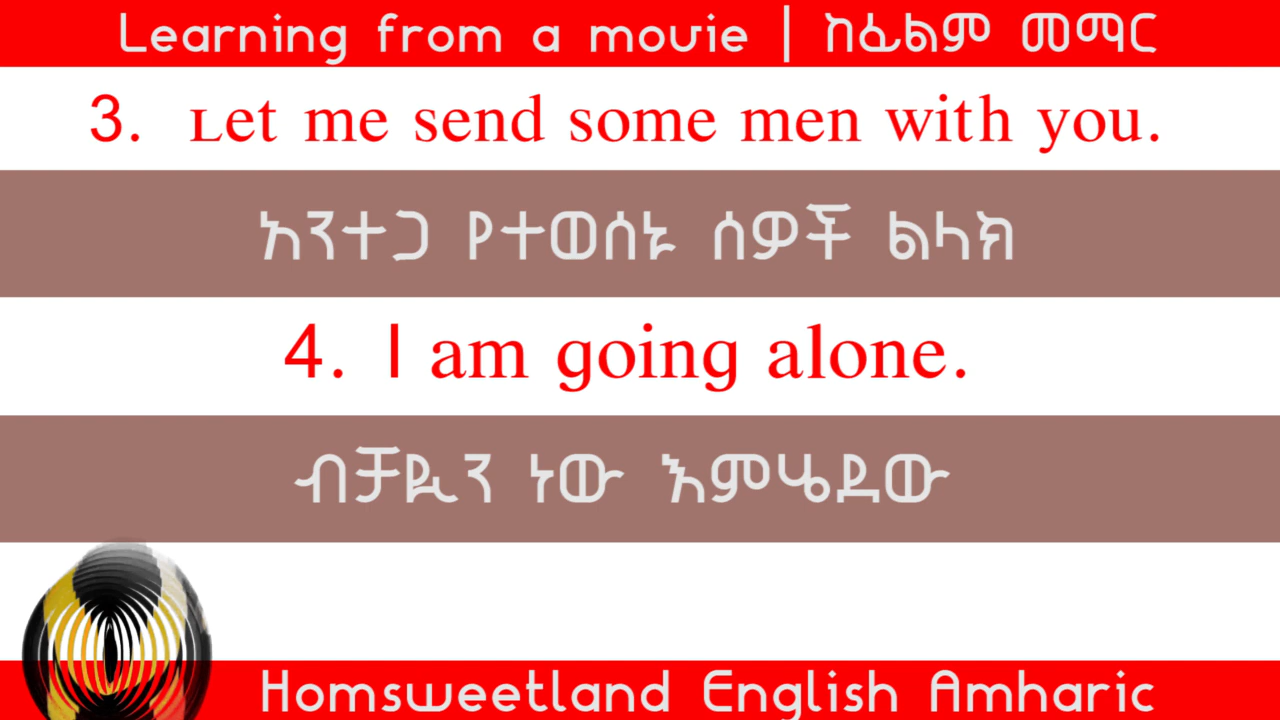 Learning from a movie | ከፊልም መማር
3. Let me send some men with you.
አንተጋ የተወሰኑ ሰዎች ልላክ
4. I am going alone.
ብቻዪን ነው እምሄደው
Homsweetland English Amharic